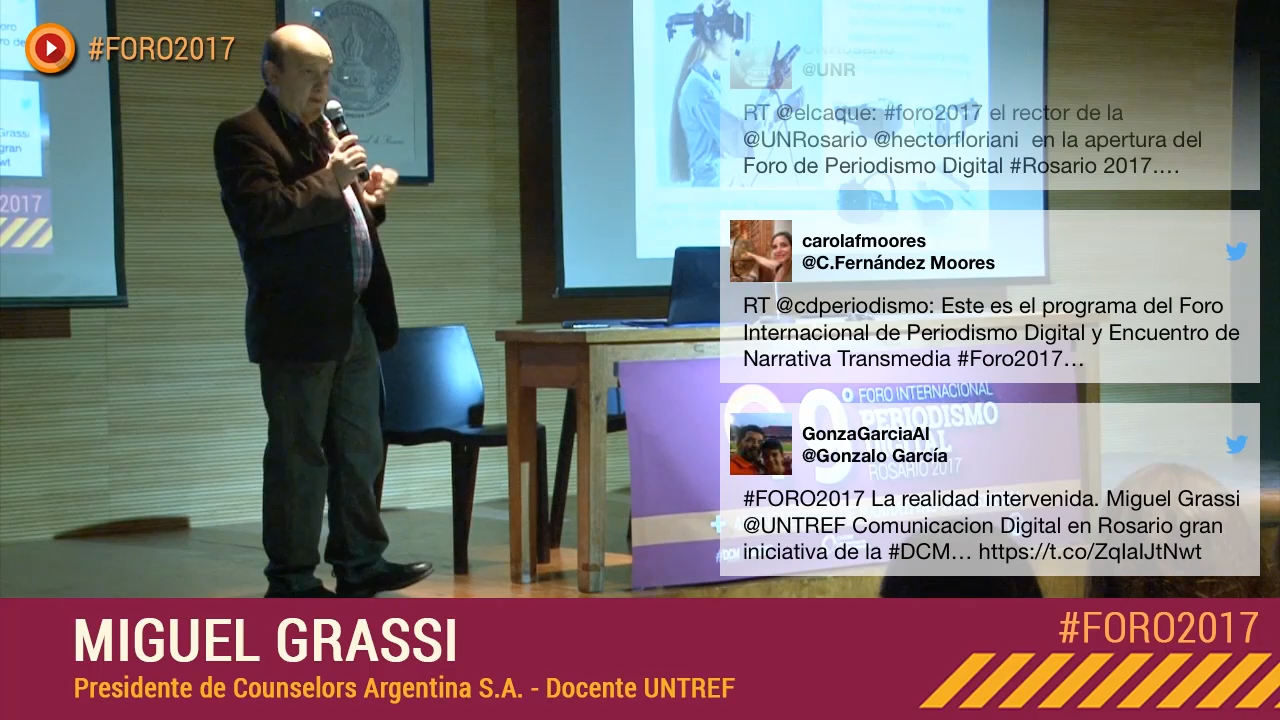 #FORO2017
UNRosario
@UNR
RT @elcaque: #foro2017 el rector de la
@UNRosario @hectorfloriani en la apertura del
Foro de Periodismo Digital #Rosario 2017....
carolafmoores
@C.Fernández Moores
RT @cdperiodismo: Este es el programa del Foro
Internacional de Periodismo Digital y Encuentro de
Narrativa Transmedia #Foro2017...
GonzaGarciaAl
@Gonzalo García
#FORO2017 La realidad intervenida. Miguel Grassi
@UNTREF Comunicacion Digital en Rosario gran
iniciativa de la #DCM... https://t.co/ZqIaIJtNwt
FORO INTERNACIONAL
PERIODISMO
DIGITAL
ROSARIO 2017
2017
MIGUEL GRASSI
Presidente de Counselors Argentina S.A. - Docente UNTREF
#FORO2017